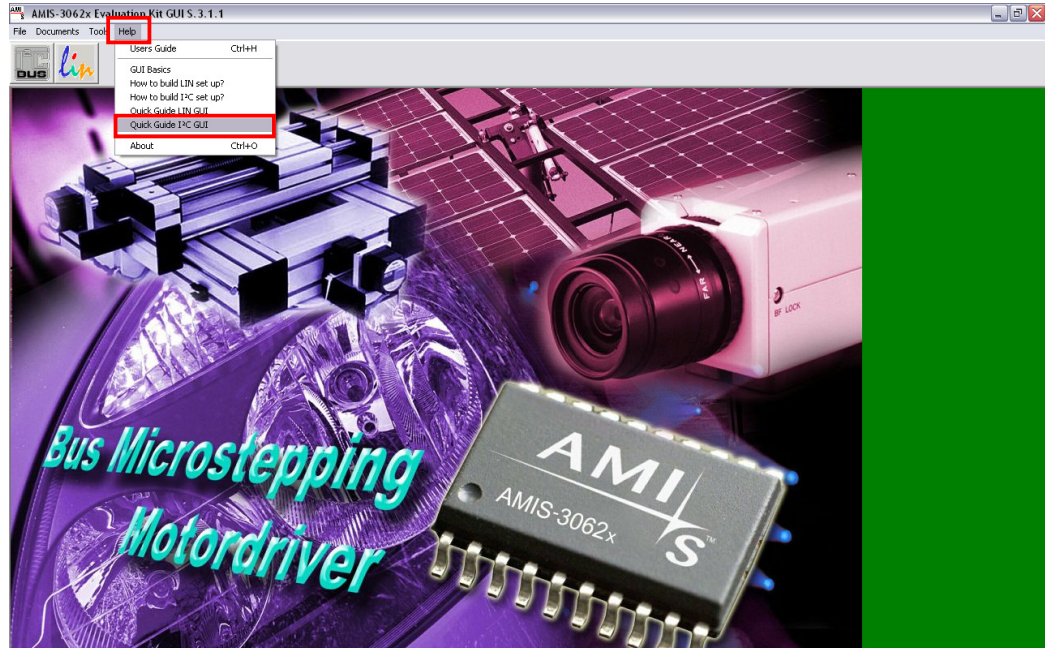 AMIS-3062x Evaluation Kit GUI S.3.1.1
File Documents Tools Help
BUS lin
Users Guide Ctrl+H
GUI Basics
How to build LIN set up?
How to build I²C set up?
Quick Guide LIN GUI
Quick Guide I²C GUI
About Ctrl+O
FAR ←→ NEAR
BF LOCK
Bus Microstepping
Motordriver
AMI
S™
AMIS-3062x